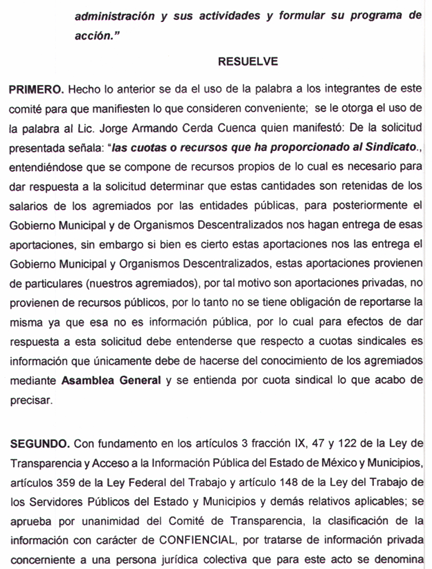 administración y sus actividades y formular su programa de
acción."
RESUELVE
PRIMERO. Hecho lo anterior se da el uso de la palabra a los integrantes de este
comité para que manifiesten lo que consideren conveniente; se le otorga el uso de
la palabra al Lic. Jorge Armando Cerda Cuenca quien manifestó: De la solicitud
presentada señala: "las cuotas o recursos que ha proporcionado al Sindicato.,
entendiéndose que se compone de recursos propios de lo cual es necesario para
dar respuesta a la solicitud determinar que estas cantidades son retenidas de los
salarios de los agremiados por las entidades públicas, para posteriormente el
Gobierno Municipal y de Organismos Descentralizados nos hagan entrega de esas
aportaciones, sin embargo si bien es cierto estas aportaciones nos las entrega el
Gobierno Municipal y Organismos Descentralizados, estas aportaciones provienen
de particulares (nuestros agremiados), por tal motivo son aportaciones privadas, no
provienen de recursos públicos, por lo tanto no se tiene obligación de reportarse la
misma ya que esa no es información pública, por lo cual para efectos de dar
respuesta a esta solicitud debe entenderse que respecto a cuotas sindicales es
información que únicamente debe de hacerse del conocimiento de los agremiados
mediante Asamblea General y se entienda por cuota sindical lo que acabo de
precisar.
SEGUNDO. Con fundamento en los artículos 3 fracción IX, 47 y 122 de la Ley de
Transparencia y Acceso a la Información Pública del Estado de México y Municipios,
artículos 359 de la Ley Federal del Trabajo y artículo 148 de la Ley del Trabajo de
los Servidores Públicos del Estado y Municipios y demás relativos aplicables; se
aprueba por unanimidad del Comité de Transparencia, la clasificación de la
información con carácter de CONFIENCIAL, por tratarse de información privada
concerniente a una persona jurídica colectiva que para este acto se denomina